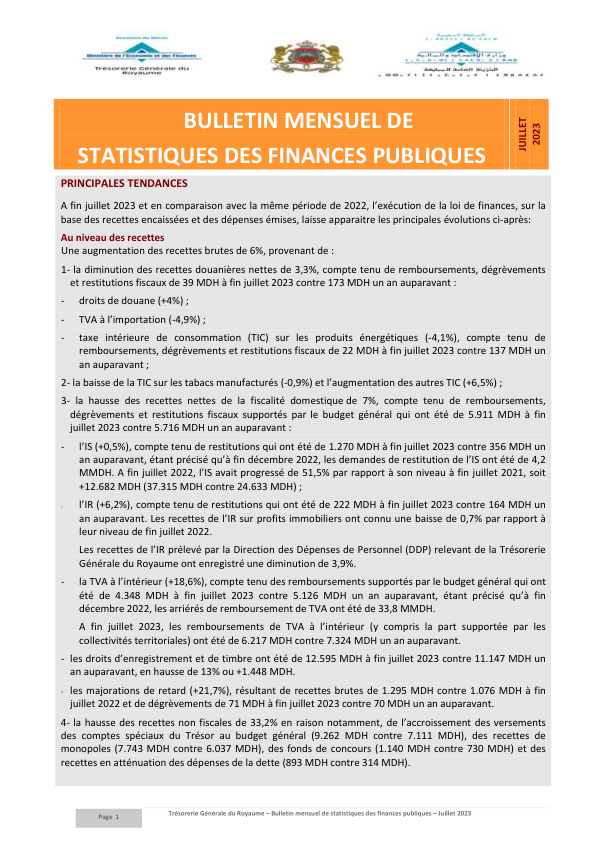 Royaume du Maroc
Ministère de l'Economie et des Finances
Trésorerie Générale du
Royaume
المملكة المغربية
وزارة الاقتصاد والمالية
الخزينة العامة للمملكة
BULLETIN MENSUEL DE
STATISTIQUES DES FINANCES PUBLIQUES
JUILLET
2023
PRINCIPALES TENDANCES
A fin juillet 2023 et en comparaison avec la même période de 2022, l'exécution de la loi de finances, sur la
base des recettes encaissées et des dépenses émises, laisse apparaitre les principales évolutions ci-après:
Au niveau des recettes
Une augmentation des recettes brutes de 6%, provenant de :
1- la diminution des recettes douanières nettes de 3,3%, compte tenu de remboursements, dégrèvements
et restitutions fiscaux de 39 MDH à fin juillet 2023 contre 173 MDH un an auparavant :
- droits de douane (+4%) ;
- TVA à l'importation (-4,9%) ;
- taxe intérieure de consommation (TIC) sur les produits énergétiques (-4,1%), compte tenu de
remboursements, dégrèvements et restitutions fiscaux de 22 MDH à fin juillet 2023 contre 137 MDH un
an auparavant ;
2- la baisse de la TIC sur les tabacs manufacturés (-0,9%) et l'augmentation des autres TIC (+6,5%) ;
3- la hausse des recettes nettes de la fiscalité domestique de 7%, compte tenu de remboursements,
dégrèvements et restitutions fiscaux supportés par le budget général qui ont été de 5.911 MDH à fin
juillet 2023 contre 5.716 MDH un an auparavant :
- l'IS (+0,5%), compte tenu de restitutions qui ont été de 1.270 MDH à fin juillet 2023 contre 356 MDH un
an auparavant, étant précisé qu'à fin décembre 2022, les demandes de restitution de l'IS ont été de 4,2
MMDH. A fin juillet 2022, l'IS avait progressé de 51,5% par rapport à son niveau à fin juillet 2021, soit
+12.682 MDH (37.315 MDH contre 24.633 MDH) ;
- l'IR (+6,2%), compte tenu de restitutions qui ont été de 222 MDH à fin juillet 2023 contre 164 MDH un
an auparavant. Les recettes de l'IR sur profits immobiliers ont connu une baisse de 0,7% par rapport à
leur niveau de fin juillet 2022.
Les recettes de l'IR prélevé par la Direction des Dépenses de Personnel (DDP) relevant de la Trésorerie
Générale du Royaume ont enregistré une diminution de 3,9%.
- la TVA à l'intérieur (+18,6%), compte tenu des remboursements supportés par le budget général qui ont
été de 4.348 MDH à fin juillet 2023 contre 5.126 MDH un an auparavant, étant précisé qu'à fin
décembre 2022, les arriérés de remboursement de TVA ont été de 33,8 MMDH.
A fin juillet 2023, les remboursements de TVA à l'intérieur (y compris la part supportée par les
collectivités territoriales) ont été de 6.217 MDH contre 7.324 MDH un an auparavant.
- les droits d'enregistrement et de timbre ont été de 12.595 MDH à fin juillet 2023 contre 11.147 MDH un
an auparavant, en hausse de 13% ou +1.448 MDH.
- les majorations de retard (+21,7%), résultant de recettes brutes de 1.295 MDH contre 1.076 MDH à fin
juillet 2022 et de dégrèvements de 71 MDH à fin juillet 2023 contre 70 MDH un an auparavant.
4- la hausse des recettes non fiscales de 33,2% en raison notamment, de l'accroissement des versements
des comptes spéciaux du Trésor au budget général (9.262 MDH contre 7.111 MDH), des recettes de
monopoles (7.743 MDH contre 6.037 MDH), des fonds de concours (1.140 MDH contre 730 MDH) et des
recettes en atténuation des dépenses de la dette (893 MDH contre 314 MDH).
Page 1
Trésorerie Générale du Royaume – Bulletin mensuel de statistiques des finances publiques – Juillet 2023